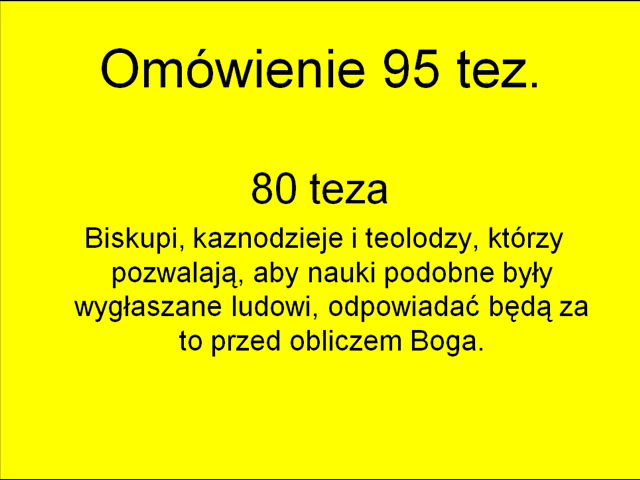 Omówienie 95 tez.
80 teza
Biskupi, kaznodzieje i teolodzy, którzy
pozwalają, aby nauki podobne były
wygłaszane ludowi, odpowiadać będą za
to przed obliczem Boga.